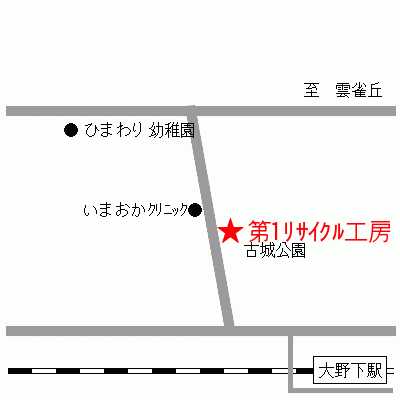 至　雲雀丘
ひまわり 幼稚園
いまおかｸﾘﾆｯｸ
★第1ﾘｻｲｸﾙ工房
古城公園
大野下駅